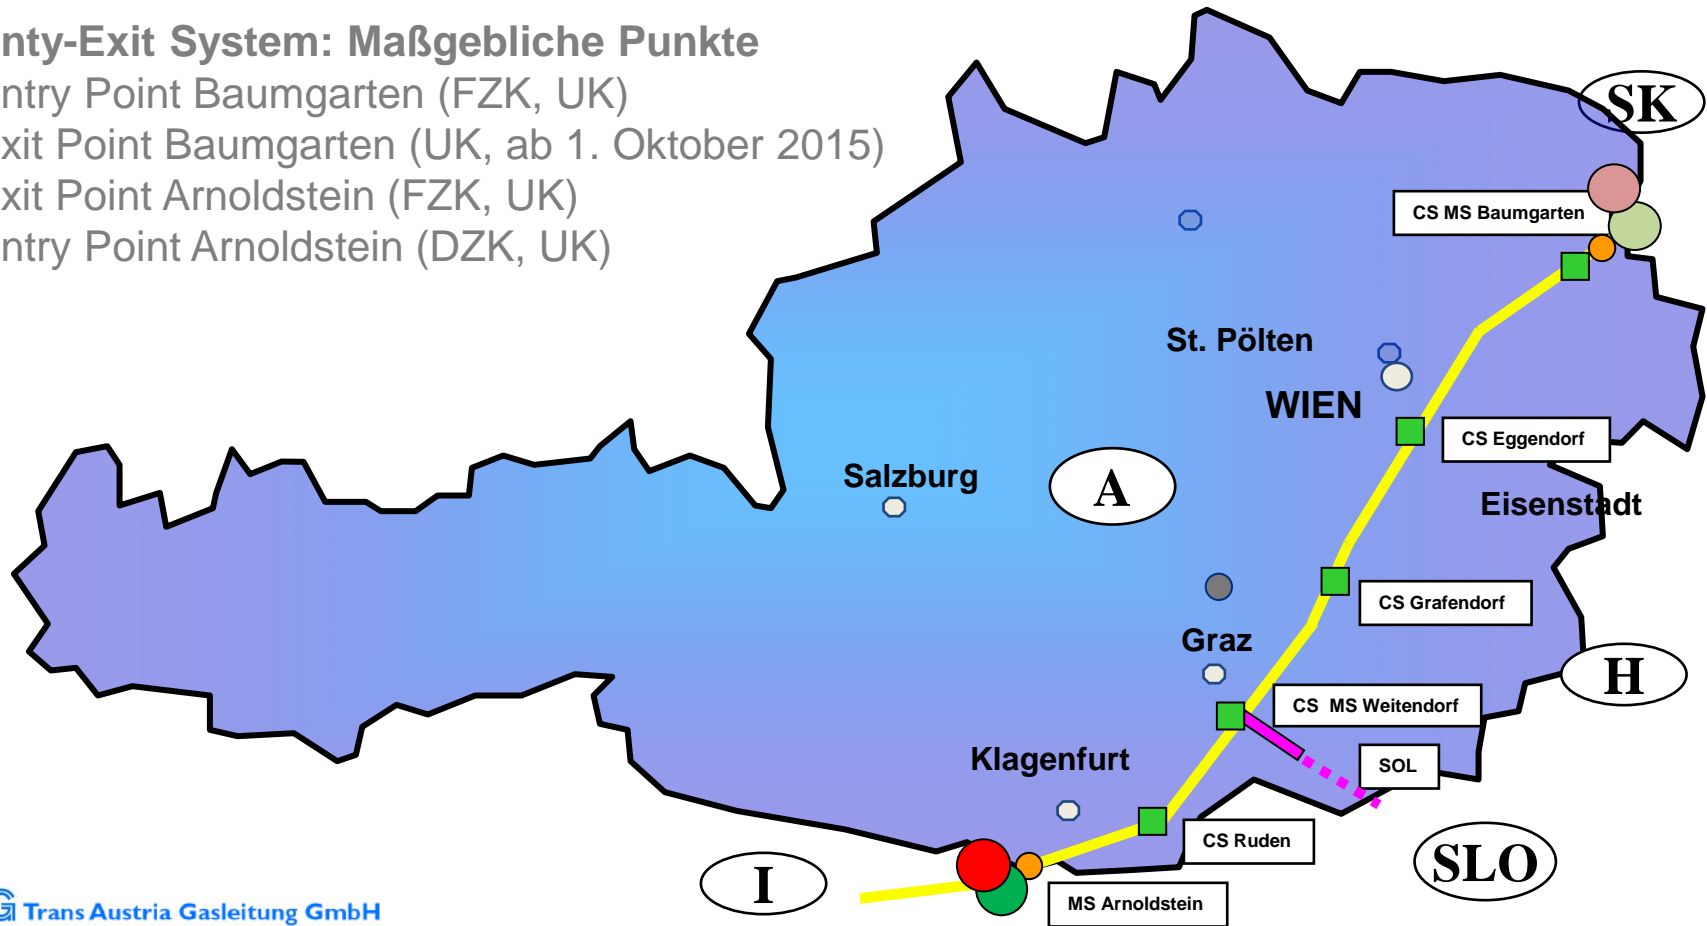 nty-Exit System: Maßgebliche Punkte
ntry Point Baumgarten (FZK, UK)
xit Point Baumgarten (UK, ab 1. Oktober 2015)
xit Point Arnoldstein (FZK, UK)
ntry Point Arnoldstein (DZK, UK)
SK
CS MS Baumgarten
St. Pölten
WIEN
CS Eggendorf
Salzburg
A
Eisenstadt
CS Grafendorf
Graz
H
CS MS Weitendorf
Klagenfurt
SOL
CS Ruden
SLO
I
MS Arnoldstein
Trans Austria Gasleitung GmbH